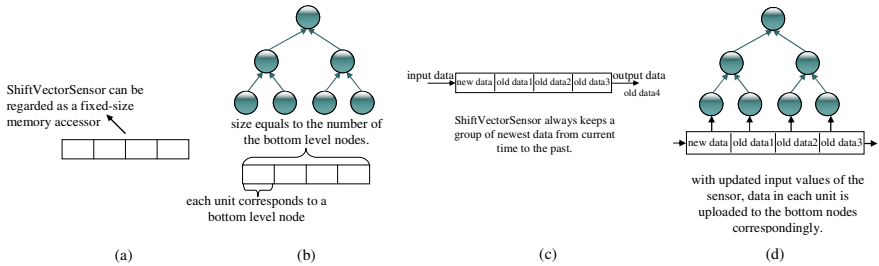 ShiftVectorSensor can be
regarded as a fixed-size
memory accessor
(a)
size equals to the number of
the bottom level nodes.
each unit corresponds to a
bottom level node
(b)
input data
new data old data1 old data2 old data3
output data
old data4
ShiftVectorSensor always keeps a
group of newest data from current
time to the past.
(c)
new data old data1 old data2 old data3
with updated input values of the
sensor, data in each unit is
uploaded to the bottom nodes
correspondingly.
(d)